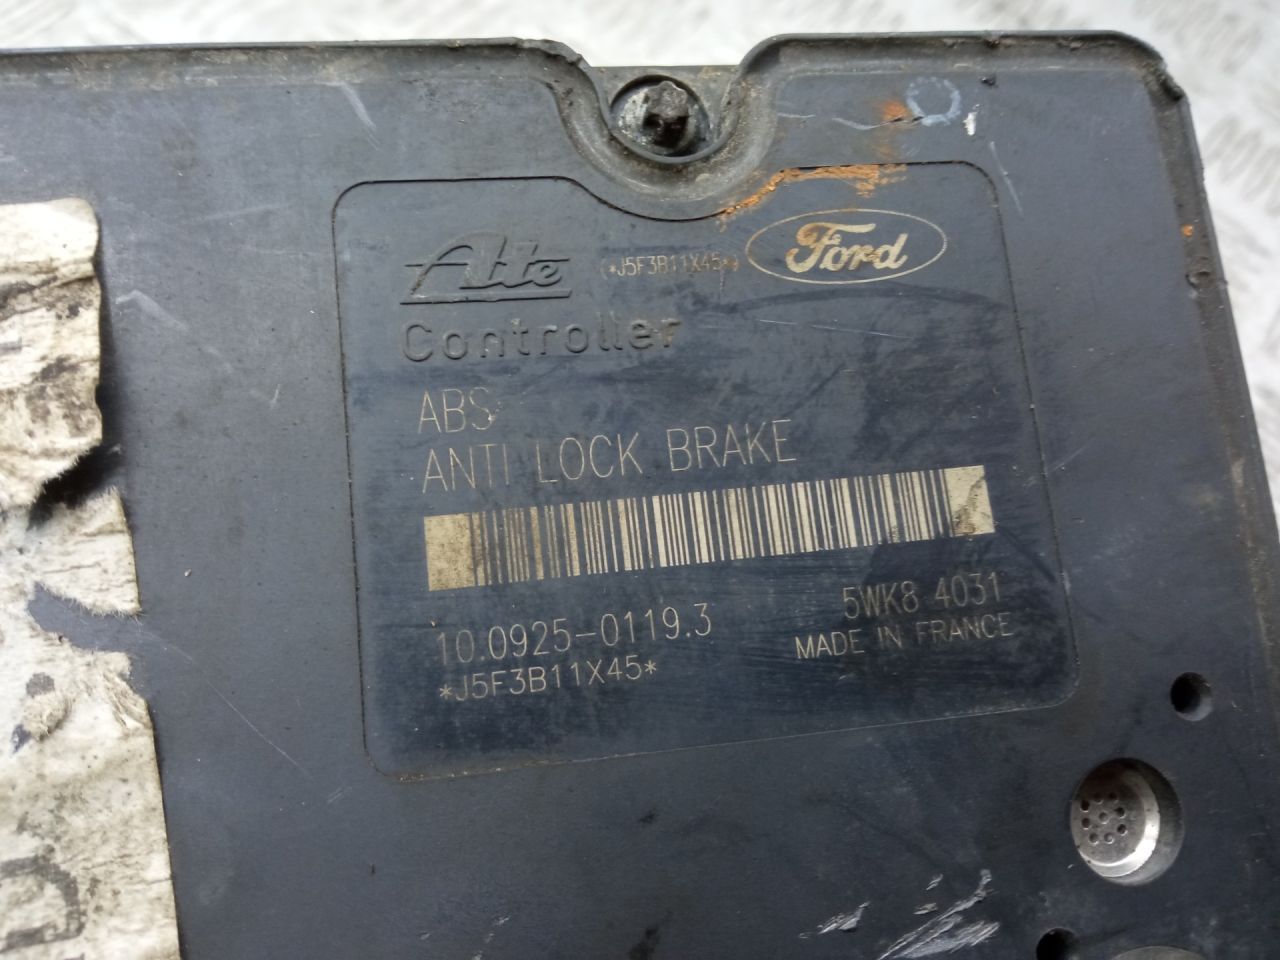 Ate *J5F3B11X45* Ford
Controller
ABS
ANTI LOCK BRAKE
10.0925-0119.3 5WK8 4031
*J5F3B11X45* MADE IN FRANCE